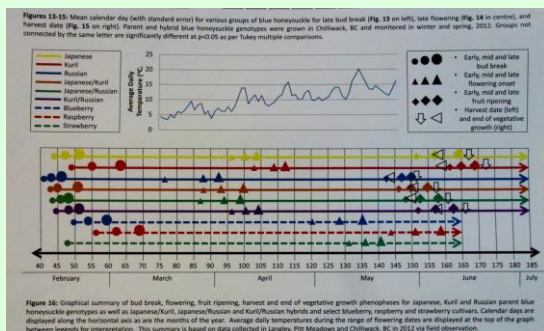 Figures 13-15: Mean calendar day (with standard error) for various groups of blue honeysuckle for late bud break (Fig. 13 on left), late flowering (Fig. 14 in centre), and
harvest date (Fig. 15 on right). Parent and hybrid blue honeysuckle genotypes were grown in Chilliwack, BC and monitored in winter and spring, 2012. Groups not
connected by the same letter are significantly different at p<0.05 as per Tukey multiple comparisons.
Japanese
Kuril
Russian
Japanese/Kuril
Japanese/Russian
Kuril/Russian
Blueberry
Raspberry
Strawberry
Average Daily
Temperature (°C)
25
20
15
10
5
0
Early, mid and late
bud break
Early, mid and late
flowering onset
Early, mid and late
fruit ripening
Harvest date (left)
and end of vegetative
growth (right)
40 45 50 55 60 65 70 75 80 85 90 95 100 105 110 115 120 125 130 135 140 145 150 155 160 165 170 175 180 185
February March April May June July
Figure 16: Graphical summary of bud break, flowering, fruit ripening, harvest and end of vegetative growth phenophases for Japanese, Kuril and Russian parent blue
honeysuckle genotypes as well as Japanese/Kuril, Japanese/Russian and Kuril/Russian hybrids and select blueberry, raspberry and strawberry cultivars. Calendar days are
displayed along the horizontal axis as are the months of the year. Average daily temperatures during the range of flowering dates are displayed at the top of the graph
between legends for interpretation. This summary is based on data collected in Langley, Pitt Meadows and Chilliwack, BC in 2012 via field observation.